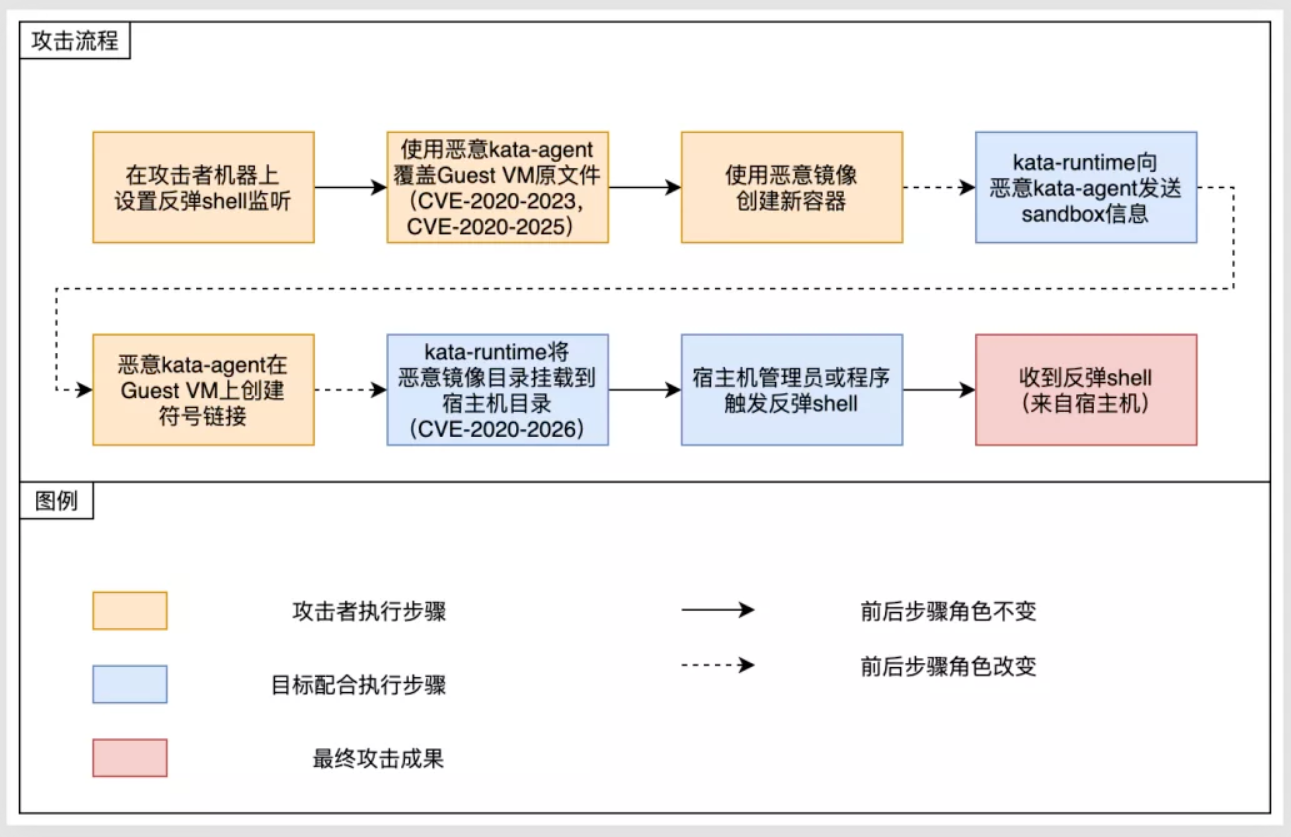 攻击流程
在攻击者机器上
设置反弹shell监听
使用恶意kata-agent
覆盖Guest VM原文件
（CVE-2020-2023,
CVE-2020-2025）
使用恶意镜像
创建新容器
kata-runtime向
恶意kata-agent发送
sandbox信息
恶意kata-agent在
Guest VM上创建
符号链接
kata-runtime将
恶意镜像目录挂载到
宿主机目录
（CVE-2020-2026）
宿主机管理员或程序
触发反弹shell
收到反弹shell
（来自宿主机）
图例
攻击者执行步骤
前后步骤角色不变
目标配合执行步骤
前后步骤角色改变
最终攻击成果